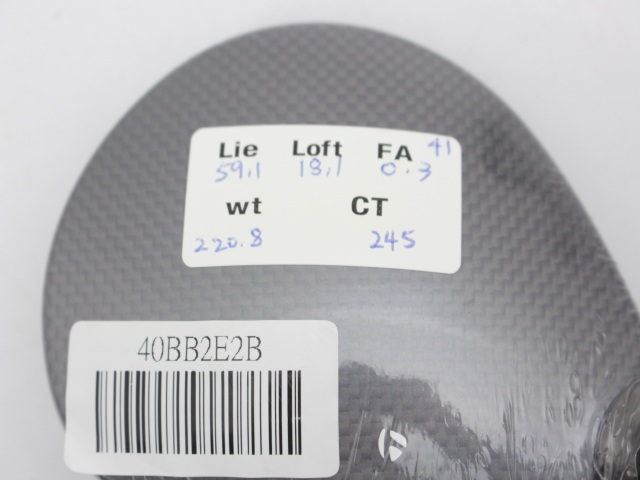 41
Lie Loft FA
59.1 18.1 0.3
wt CT
220.8 245
40BB2E2B